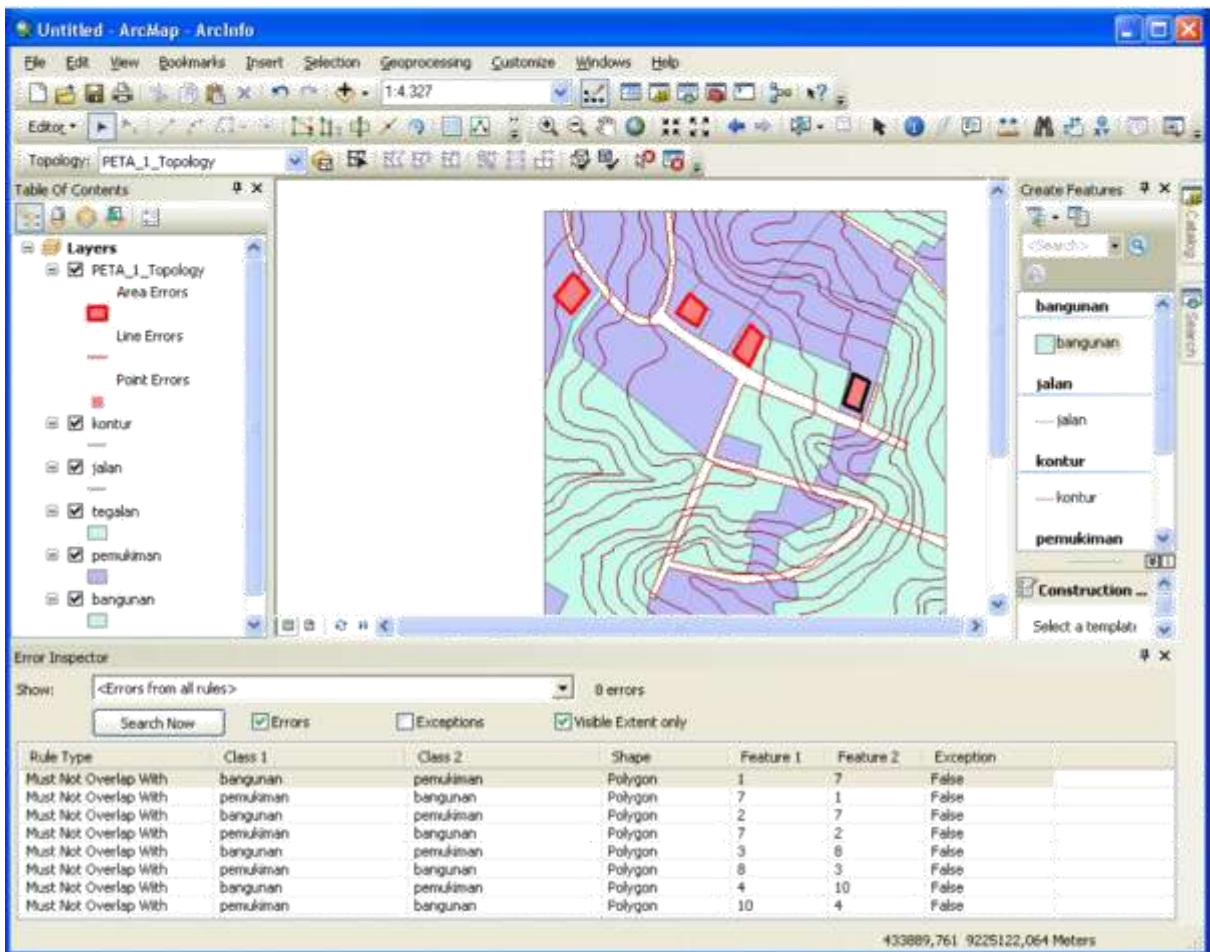 Untitled - ArcMap - ArcInfo
File Edit View Bookmarks Insert Selection Geoprocessing Customize Windows Help
1:4.327
Editor
Topology: PETA_1_Topology
Table Of Contents
Layers
PETA_1_Topology
Area Errors
Line Errors
Point Errors
kontur
jalan
tegalan
pemukiman
bangunan
Create Features
<Search>
bangunan
bangunan
jalan
jalan
kontur
kontur
pemukiman
Construction ...
Select a template
Catalog
Search
Error Inspector
Show: <Errors from all rules> 8 errors
Search Now Errors Exceptions Visible Extent only
Rule Type Class 1 Class 2 Shape Feature 1 Feature 2 Exception
Must Not Overlap With bangunan pemukiman Polygon 1 7 False
Must Not Overlap With pemukiman bangunan Polygon 7 1 False
Must Not Overlap With bangunan pemukiman Polygon 2 7 False
Must Not Overlap With pemukiman bangunan Polygon 7 2 False
Must Not Overlap With bangunan pemukiman Polygon 3 8 False
Must Not Overlap With pemukiman bangunan Polygon 8 3 False
Must Not Overlap With bangunan pemukiman Polygon 4 10 False
Must Not Overlap With pemukiman bangunan Polygon 10 4 False
433889,761 9225122,064 Meters